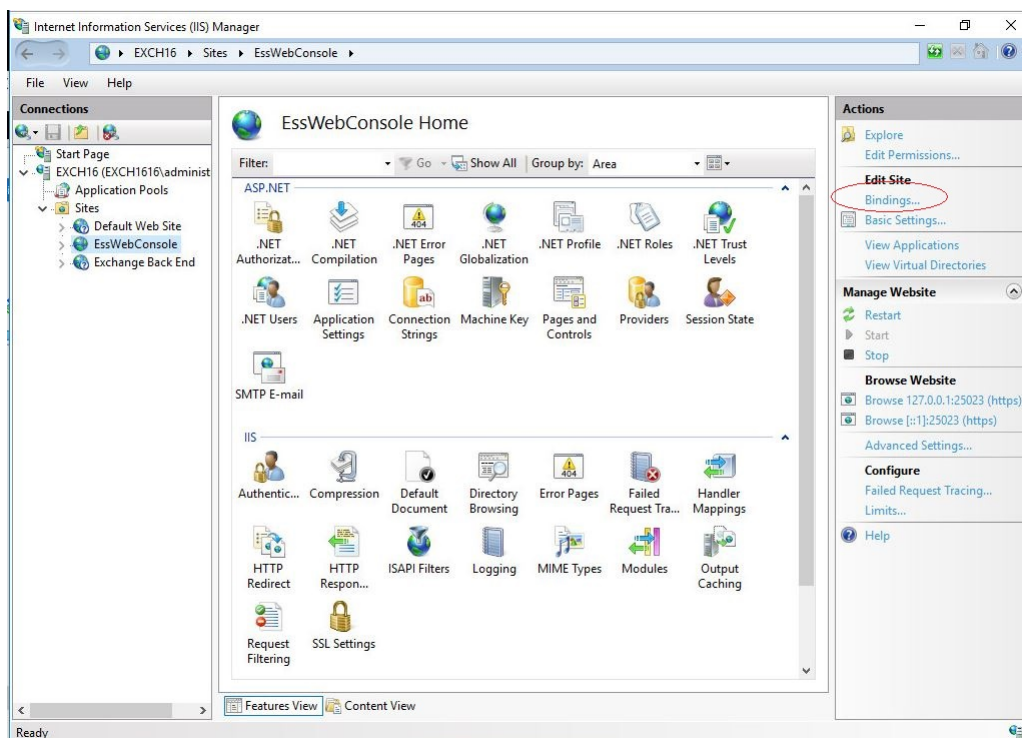 Internet Information Services (IIS) Manager
EXCH16 Sites EssWebConsole
File View Help
Connections
Start Page
EXCH16 (EXCH1616\administ
Application Pools
Sites
Default Web Site
EssWebConsole
Exchange Back End
EssWebConsole Home
Filter: Go Show All Group by: Area
ASP.NET
.NET Authorizat...
.NET Compilation
.NET Error Pages
.NET Globalization
.NET Profile
.NET Roles
.NET Trust Levels
.NET Users
Application Settings
Connection Strings
Machine Key
Pages and Controls
Providers
Session State
SMTP E-mail
IIS
Authentic...
Compression
Default Document
Directory Browsing
Error Pages
Failed Request Tra...
Handler Mappings
HTTP Redirect
HTTP Respon...
ISAPI Filters
Logging
MIME Types
Modules
Output Caching
Request Filtering
SSL Settings
Features View Content View
Actions
Explore
Edit Permissions...
Edit Site
Bindings...
Basic Settings...
View Applications
View Virtual Directories
Manage Website
Restart
Start
Stop
Browse Website
Browse 127.0.0.1:25023 (https)
Browse [::1]:25023 (https)
Advanced Settings...
Configure
Failed Request Tracing...
Limits...
Help
Ready